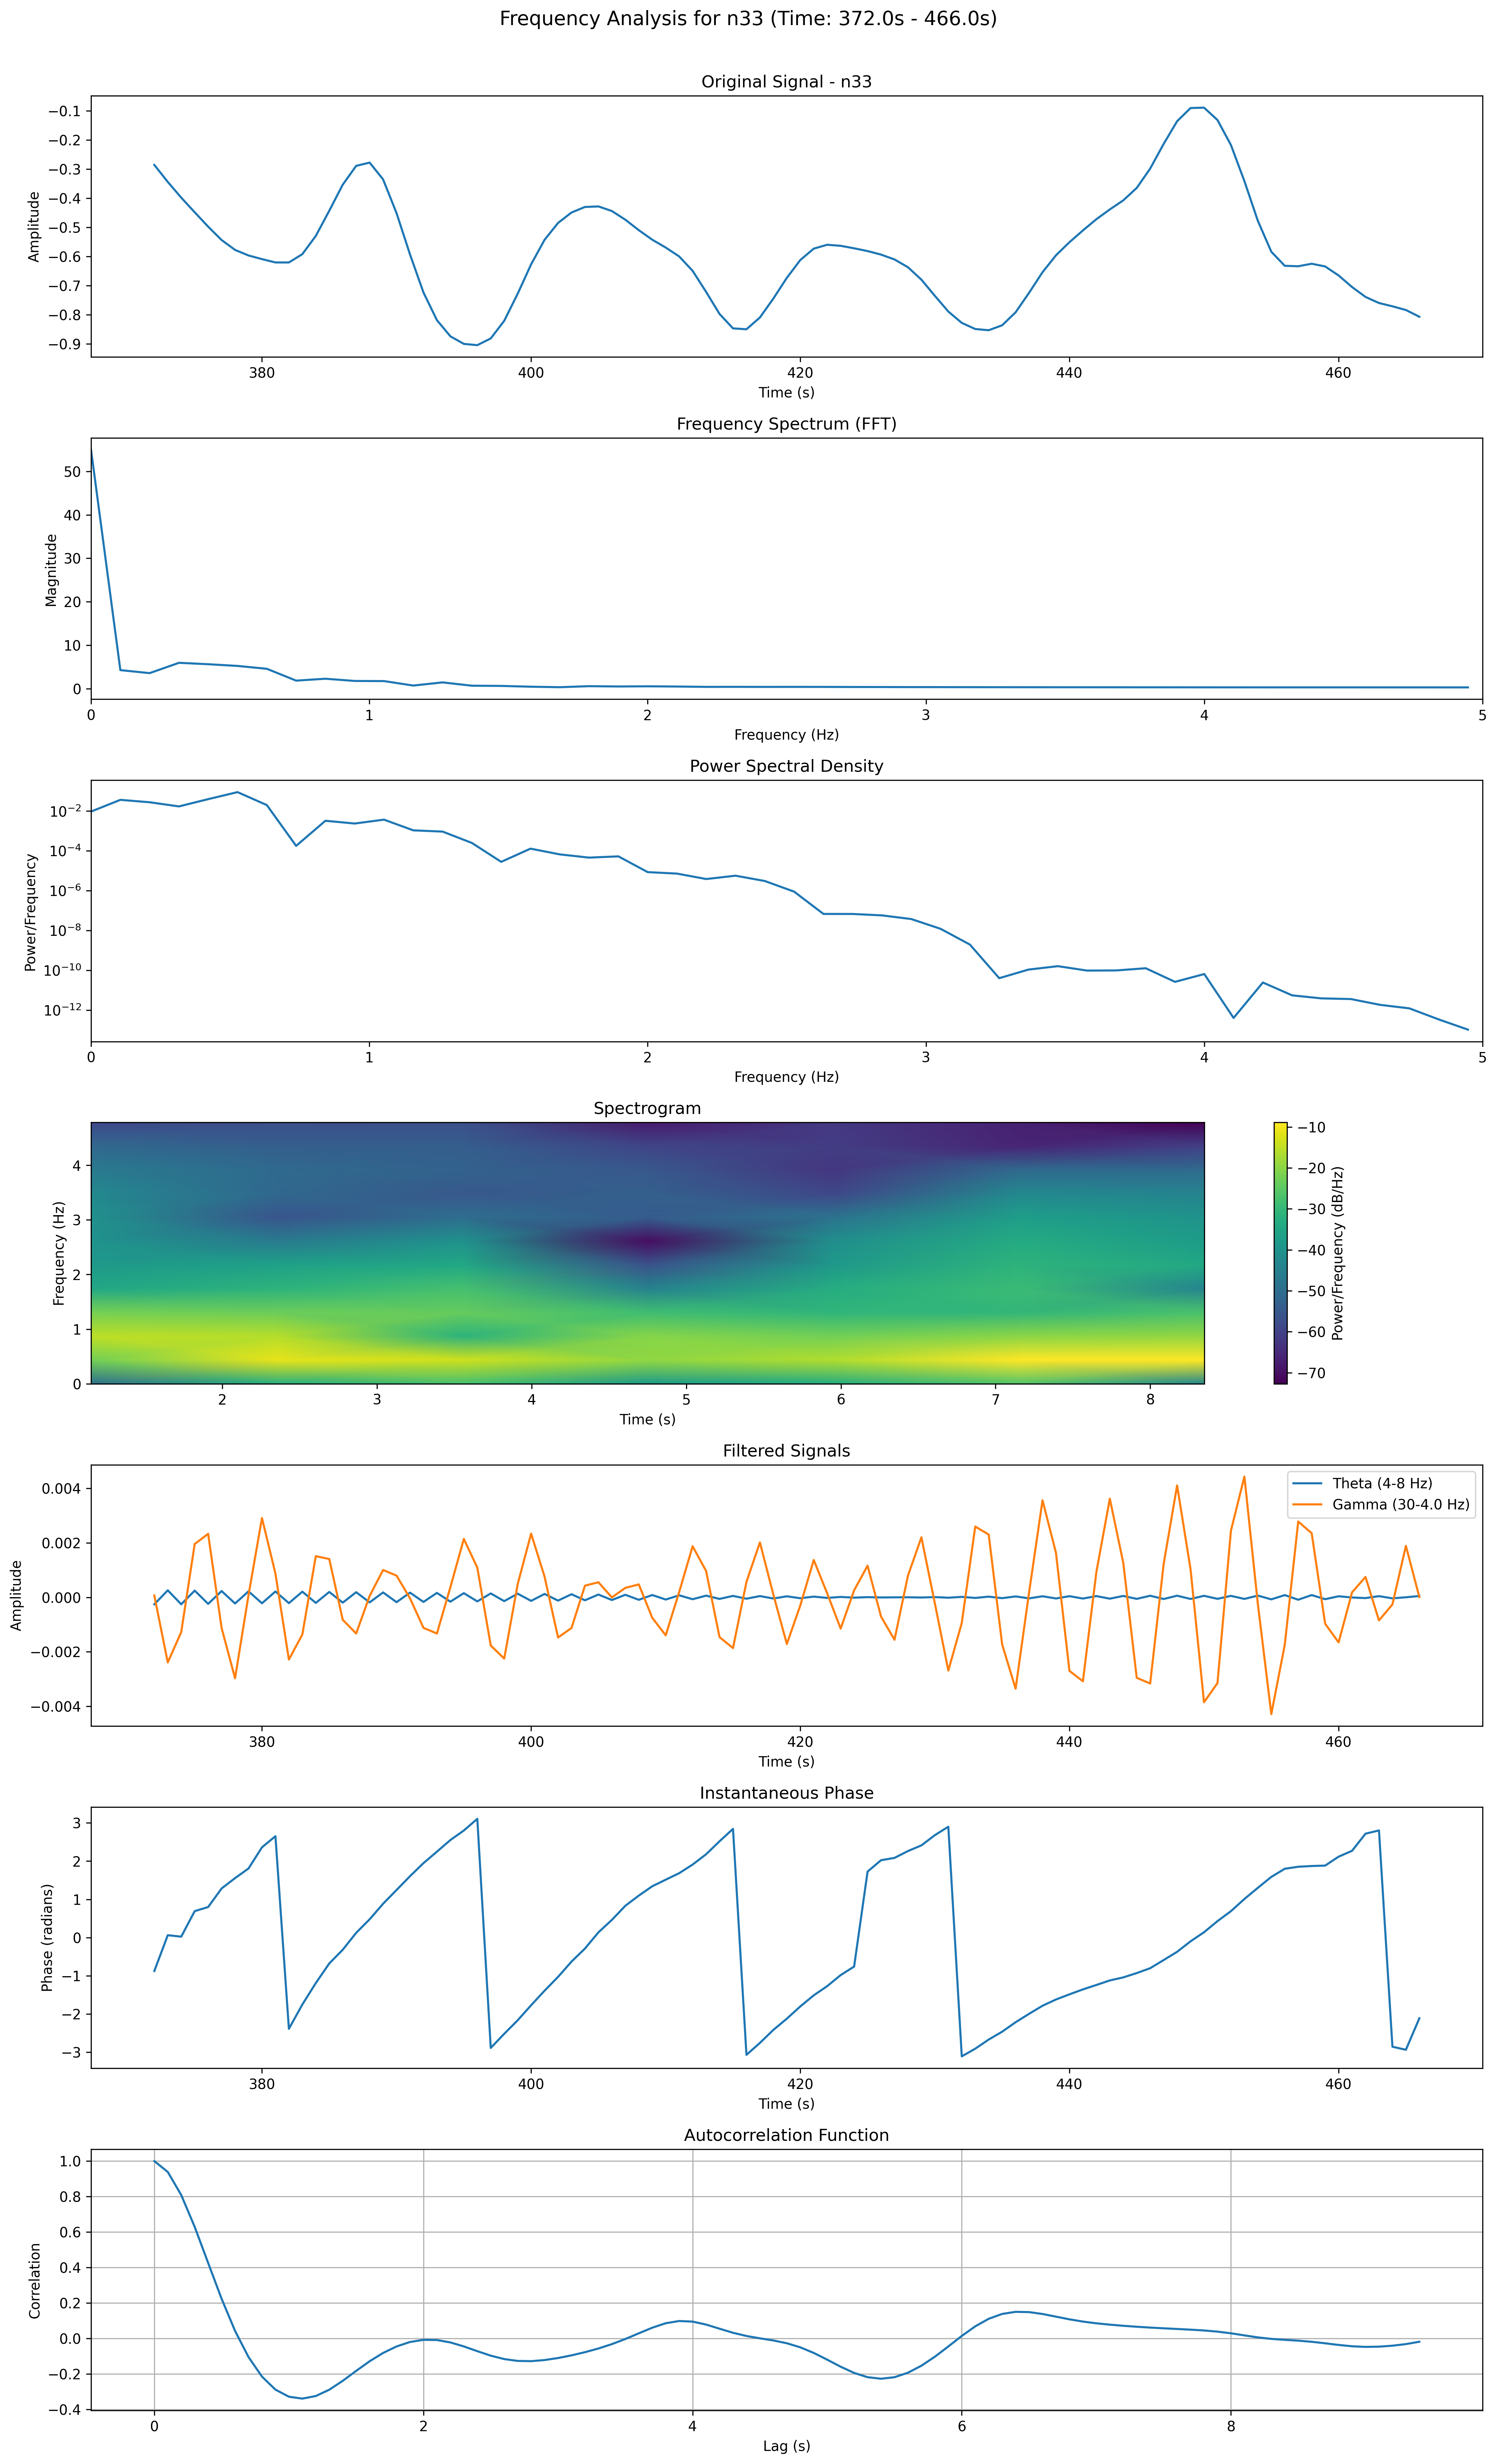 Frequency Analysis for n33 (Time: 372.0s - 466.0s)
Original Signal - n33
Amplitude
−0.1
−0.2
−0.3
−0.4
−0.5
−0.6
−0.7
−0.8
−0.9
380 400 420 440 460
Time (s)
Frequency Spectrum (FFT)
Magnitude
50
40
30
20
10
0
0 1 2 3 4 5
Frequency (Hz)
Power Spectral Density
Power/Frequency
10⁻²
10⁻⁴
10⁻⁶
10⁻⁸
10⁻¹⁰
10⁻¹²
0 1 2 3 4 5
Frequency (Hz)
Spectrogram
Frequency (Hz)
4
3
2
1
0
2 3 4 5 6 7 8
Time (s)
−10
−20
−30
−40
−50
−60
−70
Power/Frequency (dB/Hz)
Filtered Signals
Amplitude
0.004
0.002
0.000
−0.002
−0.004
Theta (4-8 Hz)
Gamma (30-4.0 Hz)
380 400 420 440 460
Time (s)
Instantaneous Phase
Phase (radians)
3
2
1
0
−1
−2
−3
380 400 420 440 460
Time (s)
Autocorrelation Function
Correlation
1.0
0.8
0.6
0.4
0.2
0.0
−0.2
−0.4
0 2 4 6 8
Lag (s)